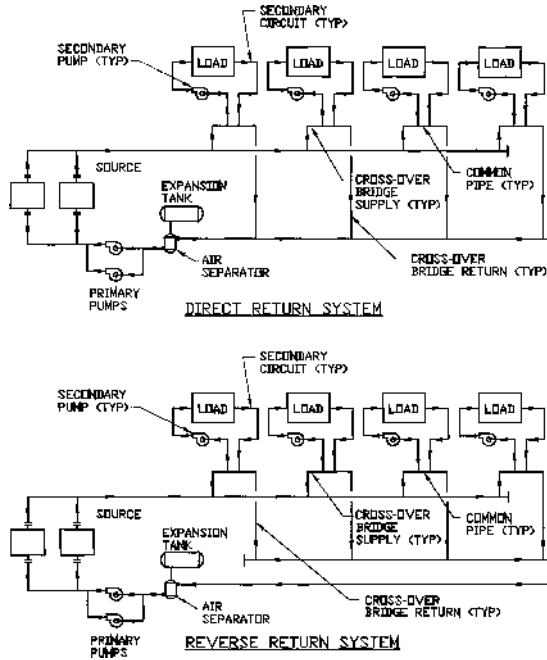 SECONDARY
CIRCUIT (TYP)
SECONDARY
PUMP (TYP)
LOAD
LOAD
LOAD
LOAD
SOURCE
EXPANSION
TANK
CROSS-OVER
BRIDGE
SUPPLY (TYP)
COMMON
PIPE (TYP)
AIR
SEPARATOR
CROSS-OVER
BRIDGE RETURN (TYP)
PRIMARY
PUMPS
DIRECT RETURN SYSTEM
SECONDARY
CIRCUIT (TYP)
SECONDARY
PUMP (TYP)
LOAD
LOAD
LOAD
LOAD
SOURCE
EXPANSION
TANK
CROSS-OVER
BRIDGE
SUPPLY (TYP)
COMMON
PIPE (TYP)
AIR
SEPARATOR
CROSS-OVER
BRIDGE RETURN (TYP)
PRIMARY
PUMPS
REVERSE RETURN SYSTEM